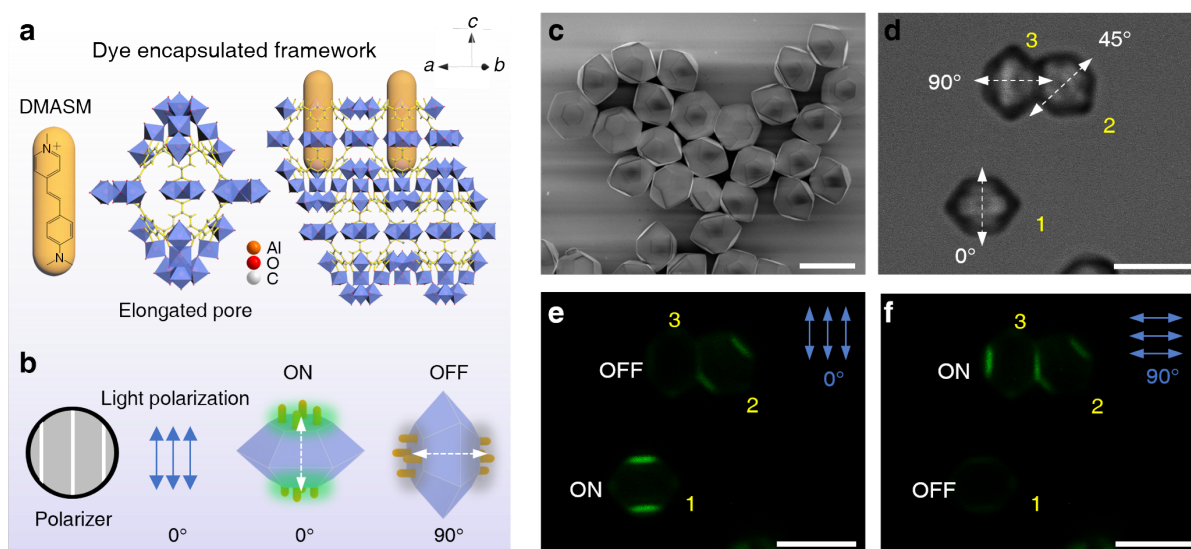 a
Dye encapsulated framework
c
a
b
DMASM
N
+
N
Al
O
C
Elongated pore
b
Light polarization
ON
OFF
Polarizer
0°
0°
90°
c
d
3
45°
90°
2
1
0°
e
3
0°
OFF
2
ON
1
f
3
90°
ON
2
OFF
1